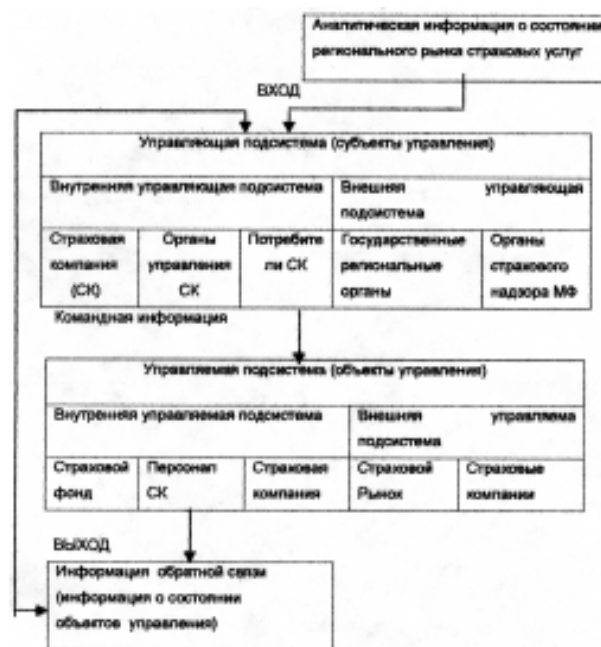 Аналитическая информация о состоянии
регионального рынка страховых услуг
ВХОД
Управляющая подсистема (субъекты управления)
Внутренняя управляющая подсистема
Внешняя управляющая
подсистема
Страховая
компания
(СК)
Органы
управления
СК
Потребите
ли СК
Государственные
региональные
органы
Органы
страхового
надзора МФ
Командная информация
Управляемая подсистема (объекты управления)
Внутренняя управляемая подсистема
Внешняя управляема
подсистема
Страховой
фонд
Персонал
СК
Страховая
компания
Страховой
Рынок
Страховые
компании
ВЫХОД
Информация обратной связи
(информация о состоянии
объектов управления)